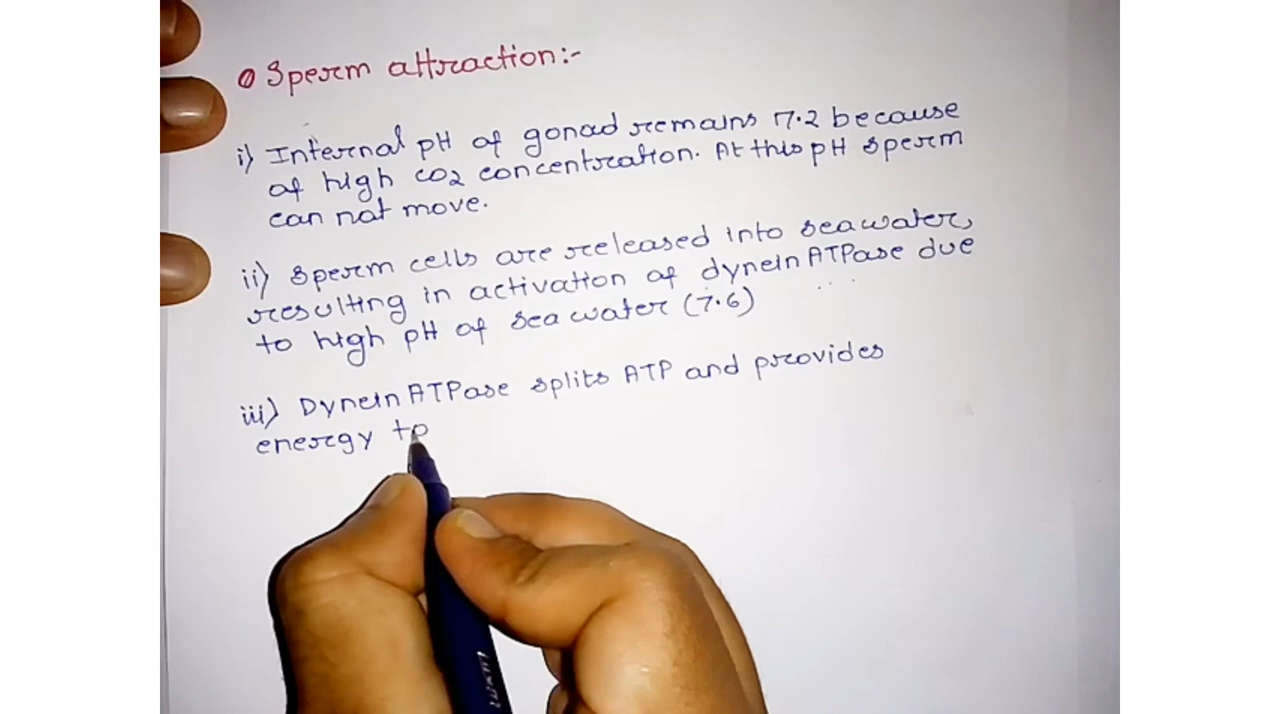 Sperm attraction:-
i) Internal pH of gonad remains 7.2 because
of high CO2 concentration. At this pH sperm
can not move.
ii) Sperm cells are released into sea water,
resulting in activation of dynein ATPase due
to high pH of sea water (7.6)
iii) Dynein ATPase splits ATP and provides
energy to